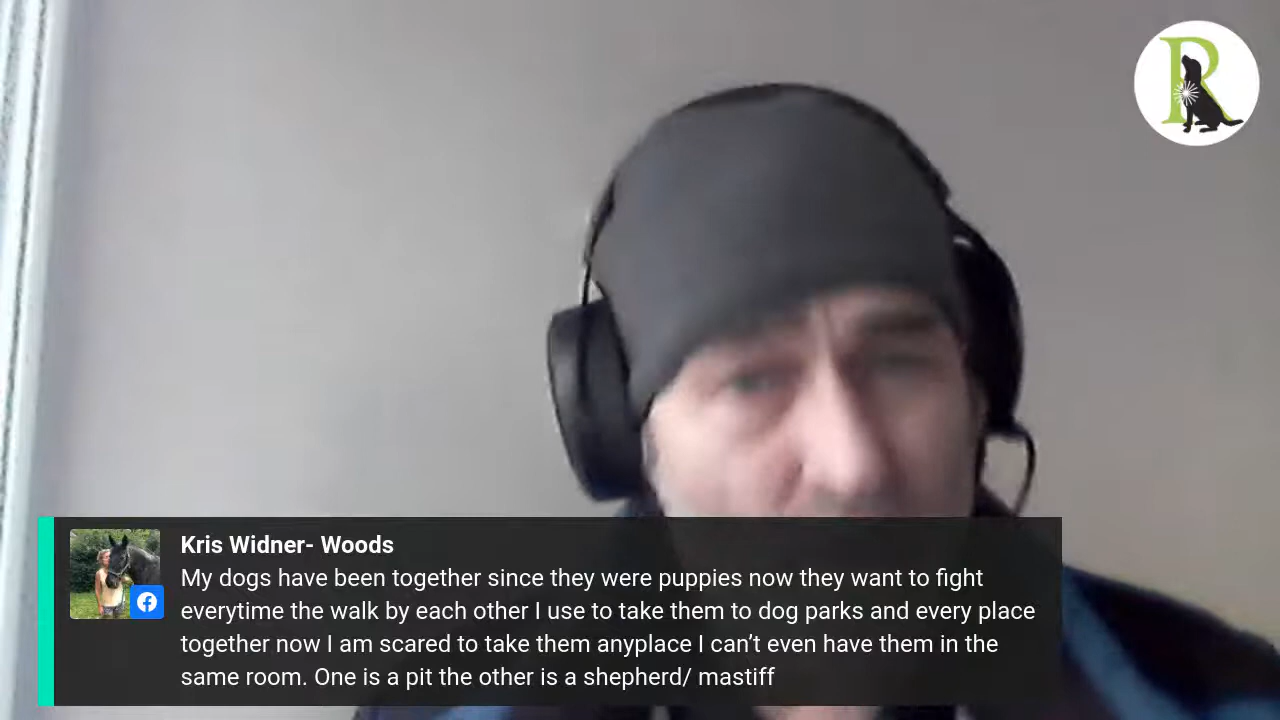 R
Kris Widner- Woods
My dogs have been together since they were puppies now they want to fight
everytime the walk by each other I use to take them to dog parks and every place
together now I am scared to take them anyplace I can’t even have them in the
same room. One is a pit the other is a shepherd/ mastiff